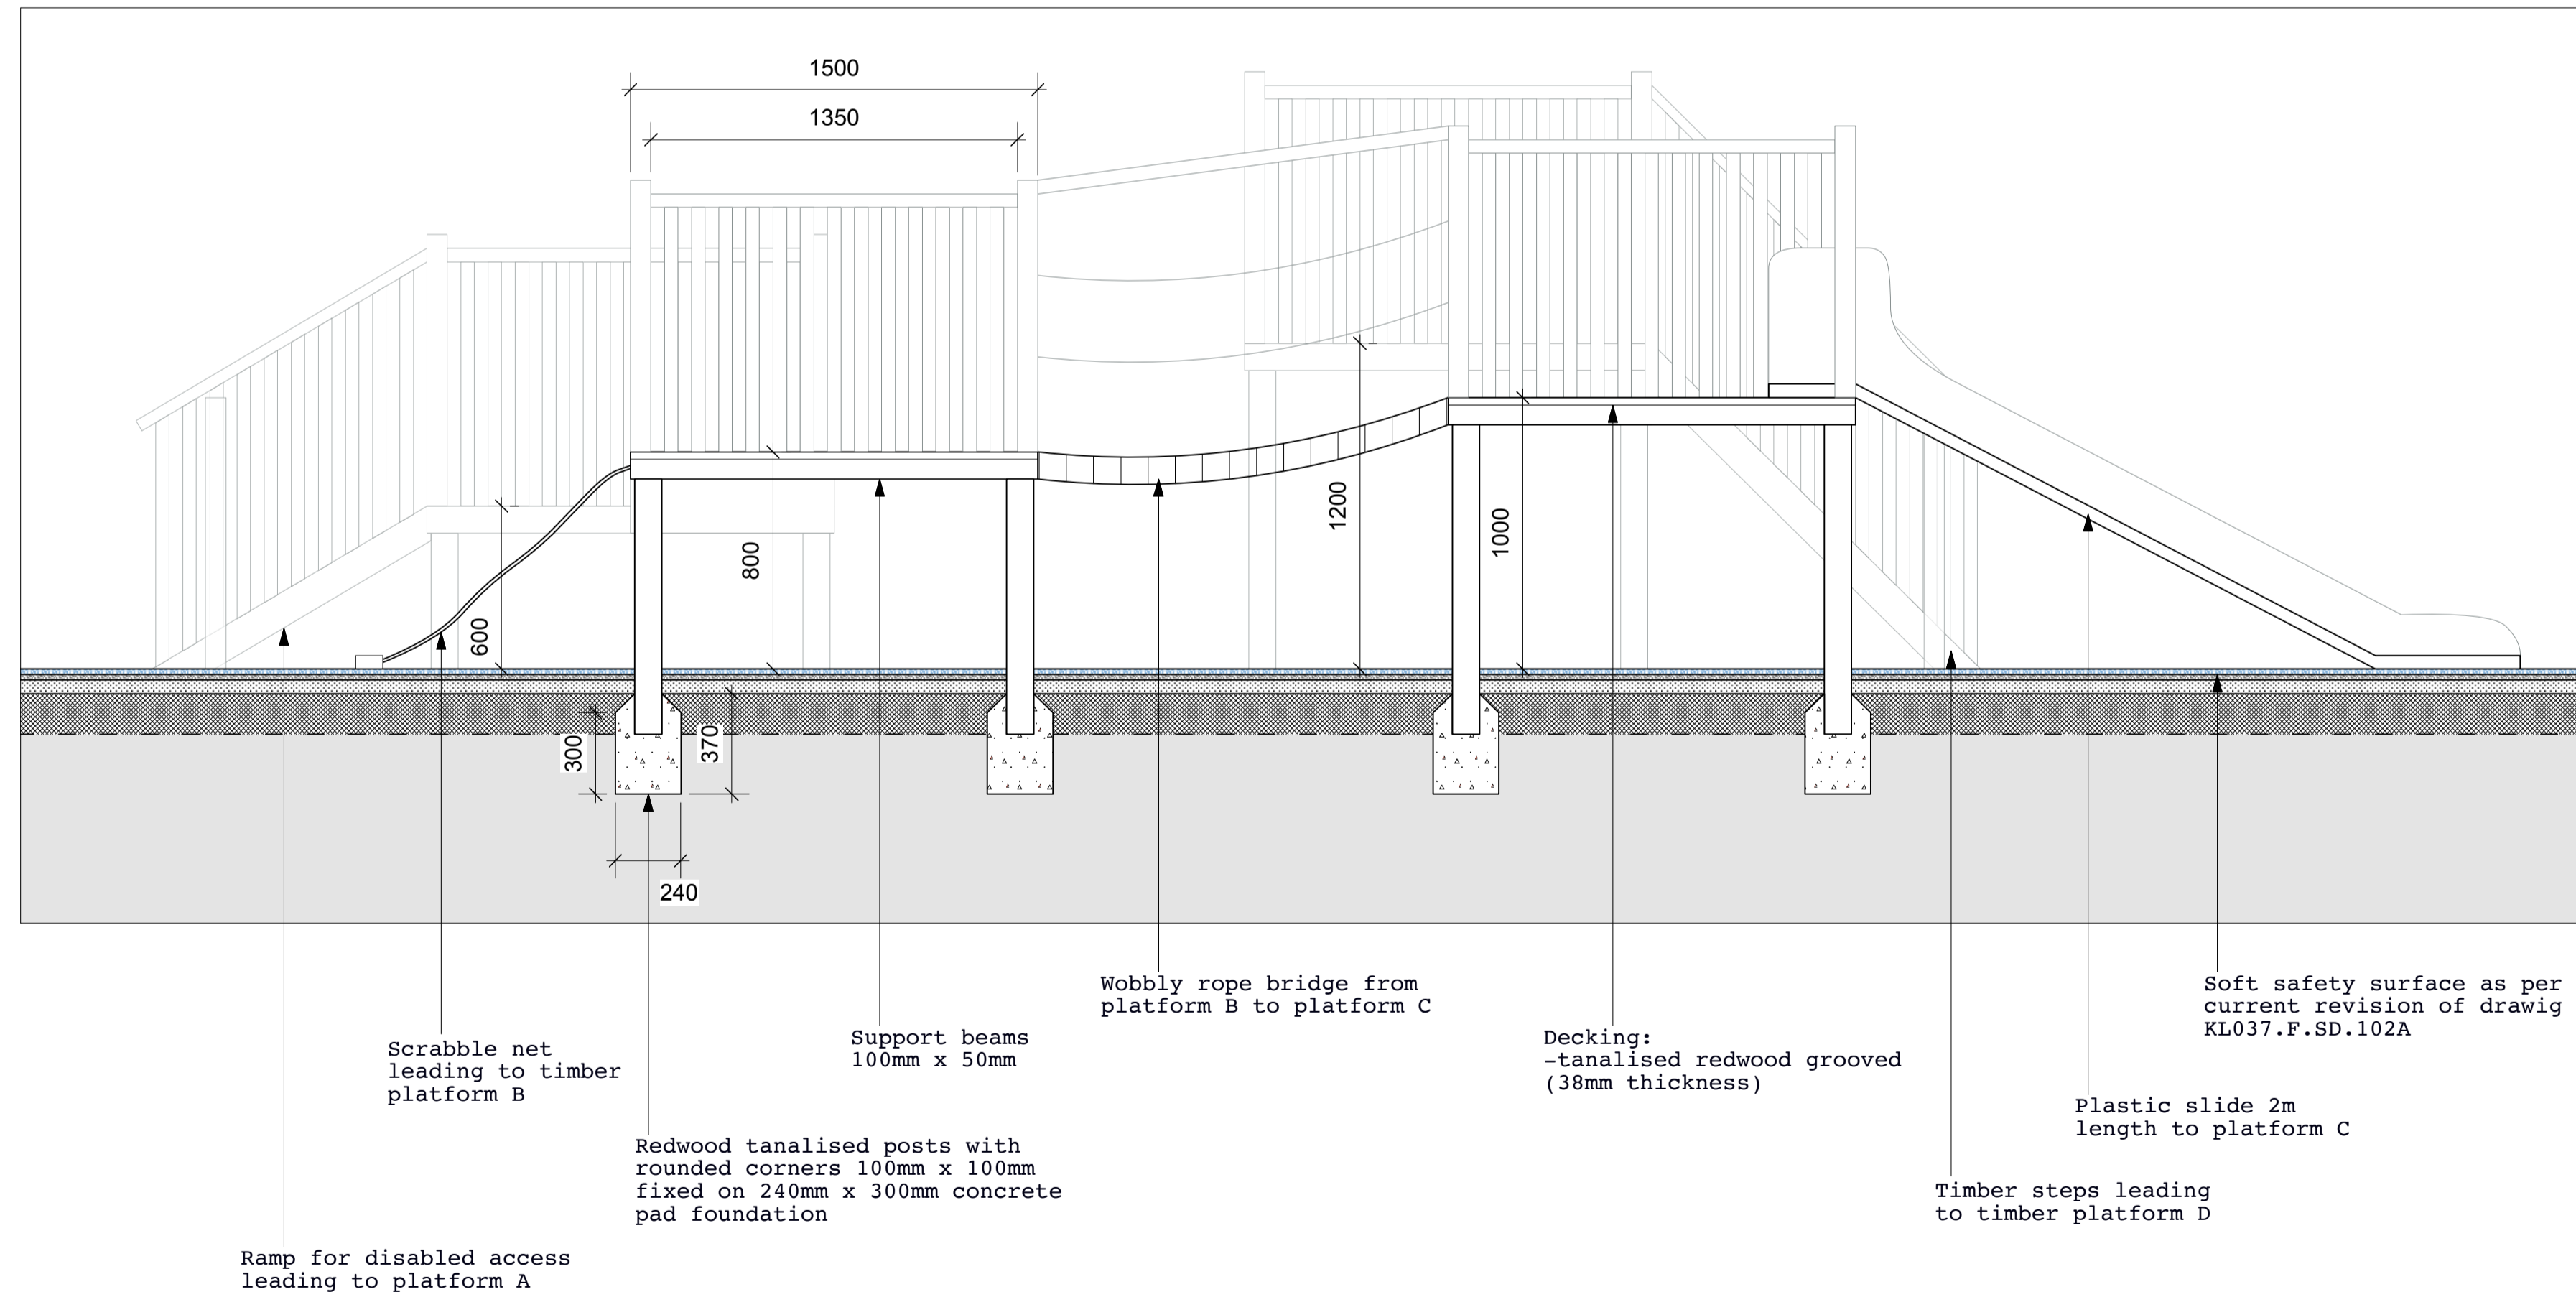 1500
1350
1200
1000
800
600
300
370
240
Wobbly rope bridge from
platform B to platform C
Soft safety surface as per
current revision of drawig
KL037.F.SD.102A
Support beams
100mm x 50mm
Decking:
-tanalised redwood grooved
(38mm thickness)
Scrabble net
leading to timber
platform B
Plastic slide 2m
length to platform C
Redwood tanalised posts with
rounded corners 100mm x 100mm
fixed on 240mm x 300mm concrete
pad foundation
Timber steps leading
to timber platform D
Ramp for disabled access
leading to platform A